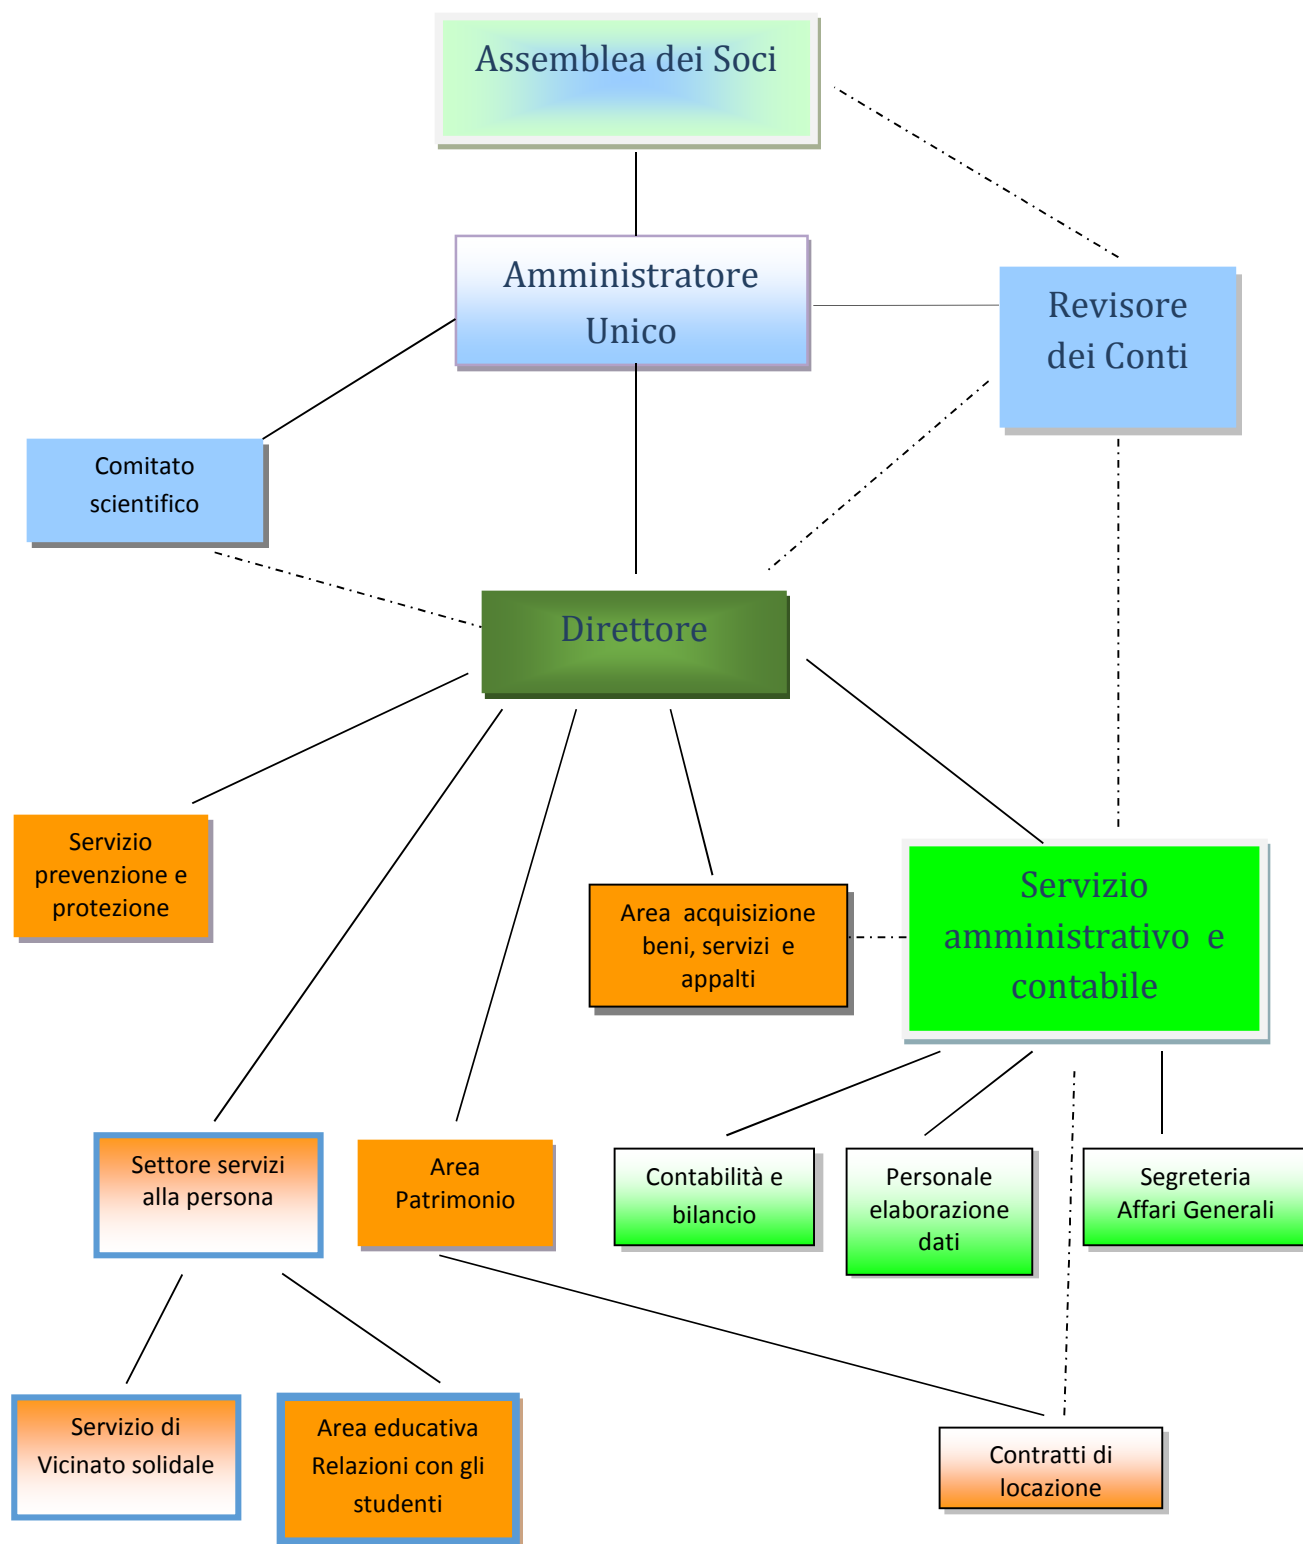 Assemblea dei Soci
Amministratore
Unico
Revisore
dei Conti
Comitato
scientifico
Direttore
Servizio
prevenzione e
protezione
Area  acquisizione
beni, servizi  e
appalti
Servizio
amministrativo  e
contabile
Settore servizi
alla persona
Area
Patrimonio
Contabilità e
bilancio
Personale
elaborazione
dati
Segreteria
Affari Generali
Servizio di
Vicinato solidale
Area educativa
Relazioni con gli
studenti
Contratti di
locazione